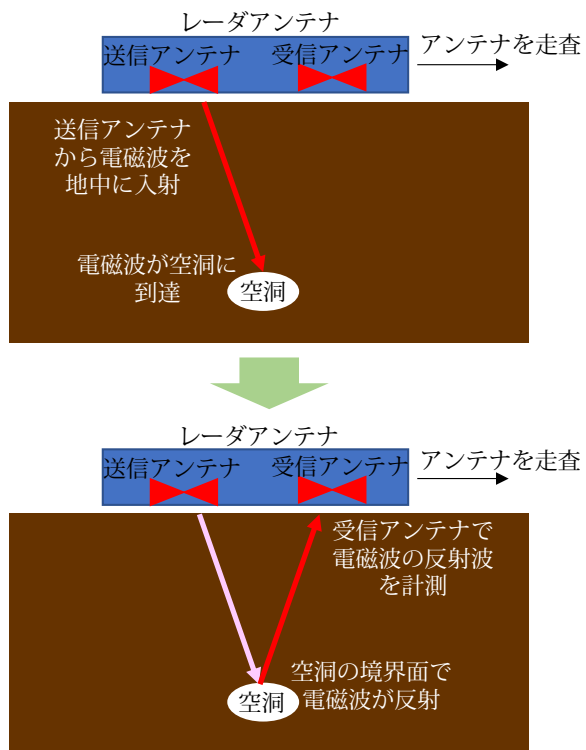 レーダアンテナ
送信アンテナ
受信アンテナ
アンテナを走査
送信アンテナ
から電磁波を
地中に入射
電磁波が空洞に
到達
空洞
レーダアンテナ
送信アンテナ
受信アンテナ
アンテナを走査
受信アンテナで
電磁波の反射波
を計測
空洞の境界面で
電磁波が反射
空洞